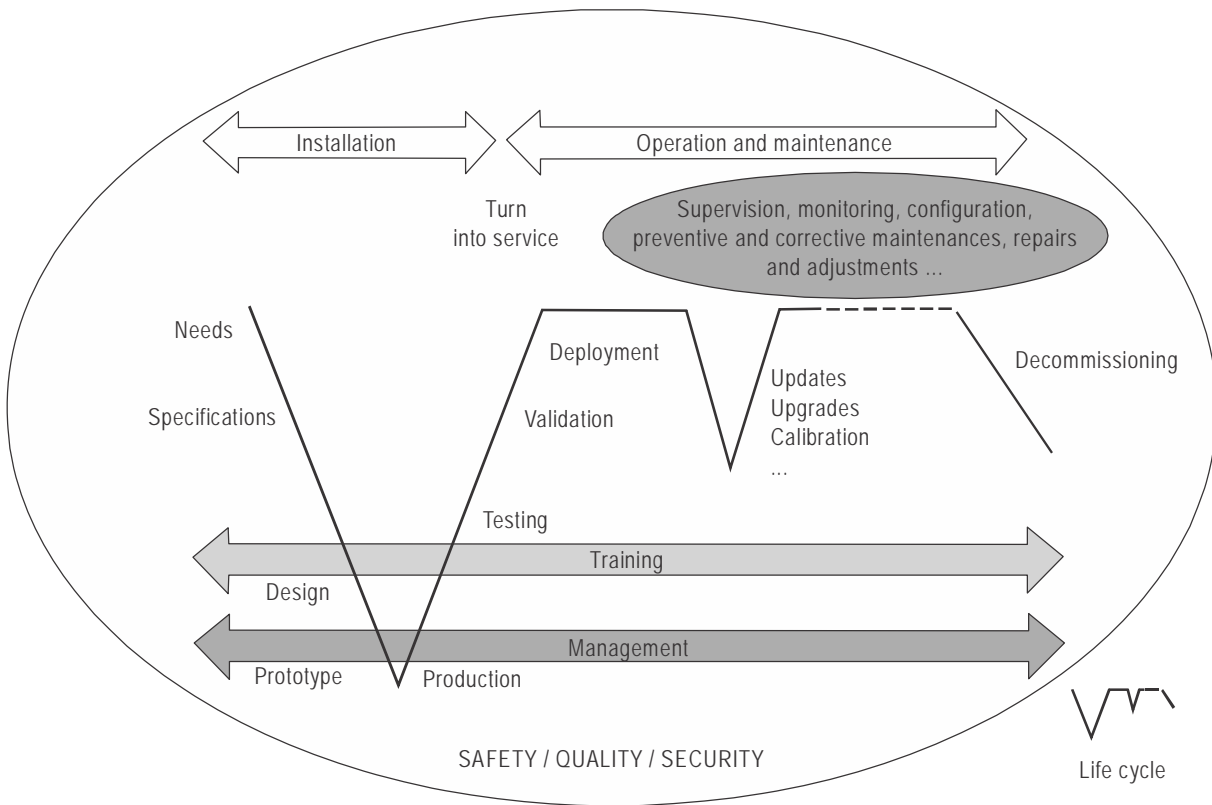 Installation
Operation and maintenance
Turn
into service
Supervision, monitoring, configuration,
preventive and corrective maintenances, repairs
and adjustments ...
Needs
Deployment
Decommissioning
Specifications
Validation
Updates
Upgrades
Calibration
...
Testing
Training
Design
Management
Prototype
Production
SAFETY / QUALITY / SECURITY
Life cycle